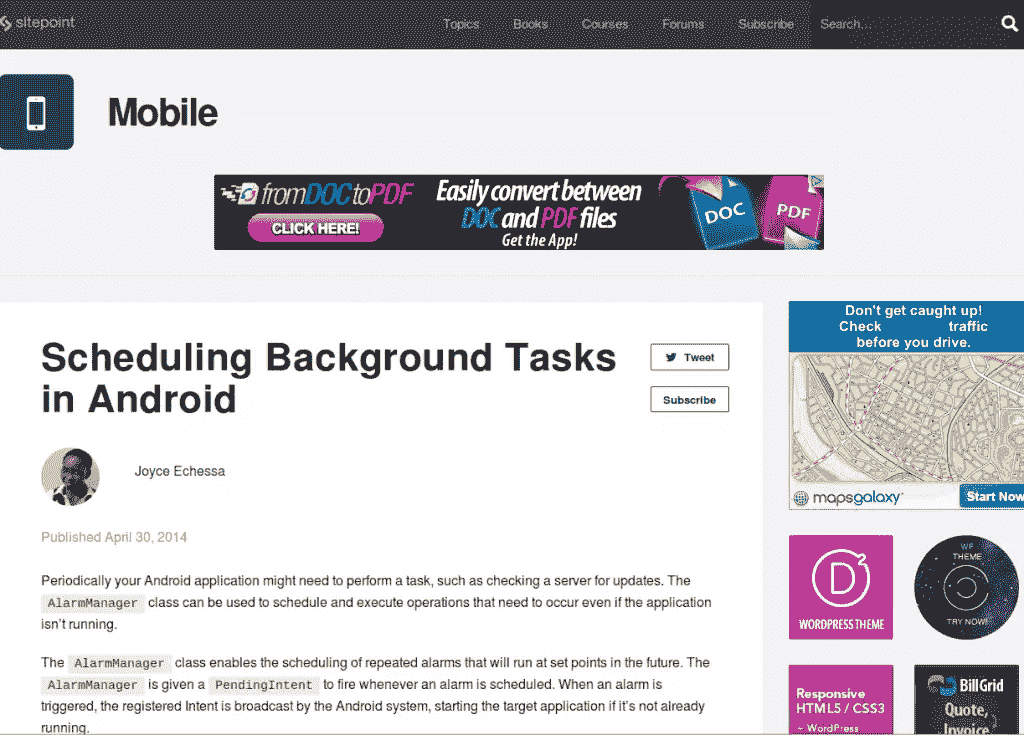 sitepoint
Topics Books Courses Forums Subscribe Search...
Mobile
fromDOCtoPDF
CLICK HERE!
Easily convert between
DOC and PDF files
Get the App!
DOC
PDF
Scheduling Background Tasks
in Android
Tweet
Subscribe
Joyce Echessa
Published April 30, 2014
Periodically your Android application might need to perform a task, such as checking a server for updates. The
AlarmManager class can be used to schedule and execute operations that need to occur even if the application
isn't running.
The AlarmManager class enables the scheduling of repeated alarms that will run at set points in the future. The
AlarmManager is given a PendingIntent to fire whenever an alarm is scheduled. When an alarm is
triggered, the registered Intent is broadcast by the Android system, starting the target application if it's not already
running.
Don't get caught up!
Check traffic
before you drive.
mapsgalaxy
Start Now
D
WORDPRESS THEME
WP
THEME
TRY NOW!
Responsive
HTML5 / CSS3
~ WordPress
BillGrid
Quote,
Invoice